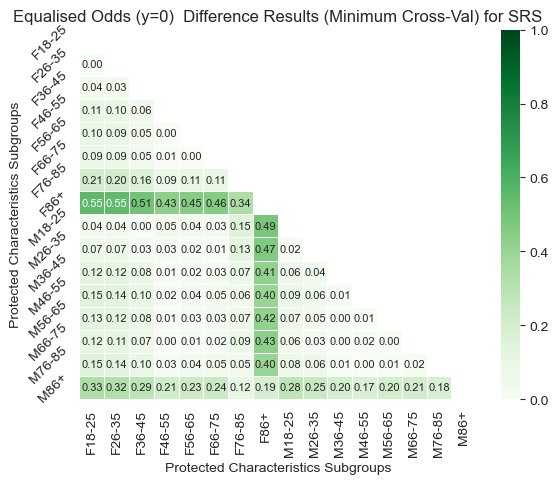 Equalised Odds (y=0)  Difference Results (Minimum Cross-Val) for SRS
Protected Characteristics Subgroups
F18-25
F26-35 0.00
F36-45 0.04 0.03
F46-55 0.11 0.10 0.06
F56-65 0.10 0.09 0.05 0.00
F66-75 0.09 0.09 0.05 0.01 0.00
F76-85 0.21 0.20 0.16 0.09 0.11 0.11
F86+ 0.55 0.55 0.51 0.43 0.45 0.46 0.34
M18-25 0.04 0.04 0.00 0.05 0.04 0.03 0.15 0.49
M26-35 0.07 0.07 0.03 0.03 0.02 0.01 0.13 0.47 0.02
M36-45 0.12 0.12 0.08 0.01 0.02 0.03 0.07 0.41 0.06 0.04
M46-55 0.15 0.14 0.10 0.02 0.04 0.05 0.06 0.40 0.09 0.06 0.01
M56-65 0.13 0.12 0.08 0.01 0.03 0.03 0.07 0.42 0.07 0.05 0.00 0.01
M66-75 0.12 0.11 0.07 0.00 0.01 0.02 0.09 0.43 0.06 0.03 0.00 0.02 0.00
M76-85 0.15 0.14 0.10 0.03 0.04 0.05 0.05 0.40 0.08 0.06 0.01 0.00 0.01 0.02
M86+ 0.33 0.32 0.29 0.21 0.23 0.24 0.12 0.19 0.28 0.25 0.20 0.17 0.20 0.21 0.18
F18-25 F26-35 F36-45 F46-55 F56-65 F66-75 F76-85 F86+ M18-25 M26-35 M36-45 M46-55 M56-65 M66-75 M76-85 M86+
Protected Characteristics Subgroups
1.0
0.8
0.6
0.4
0.2
0.0